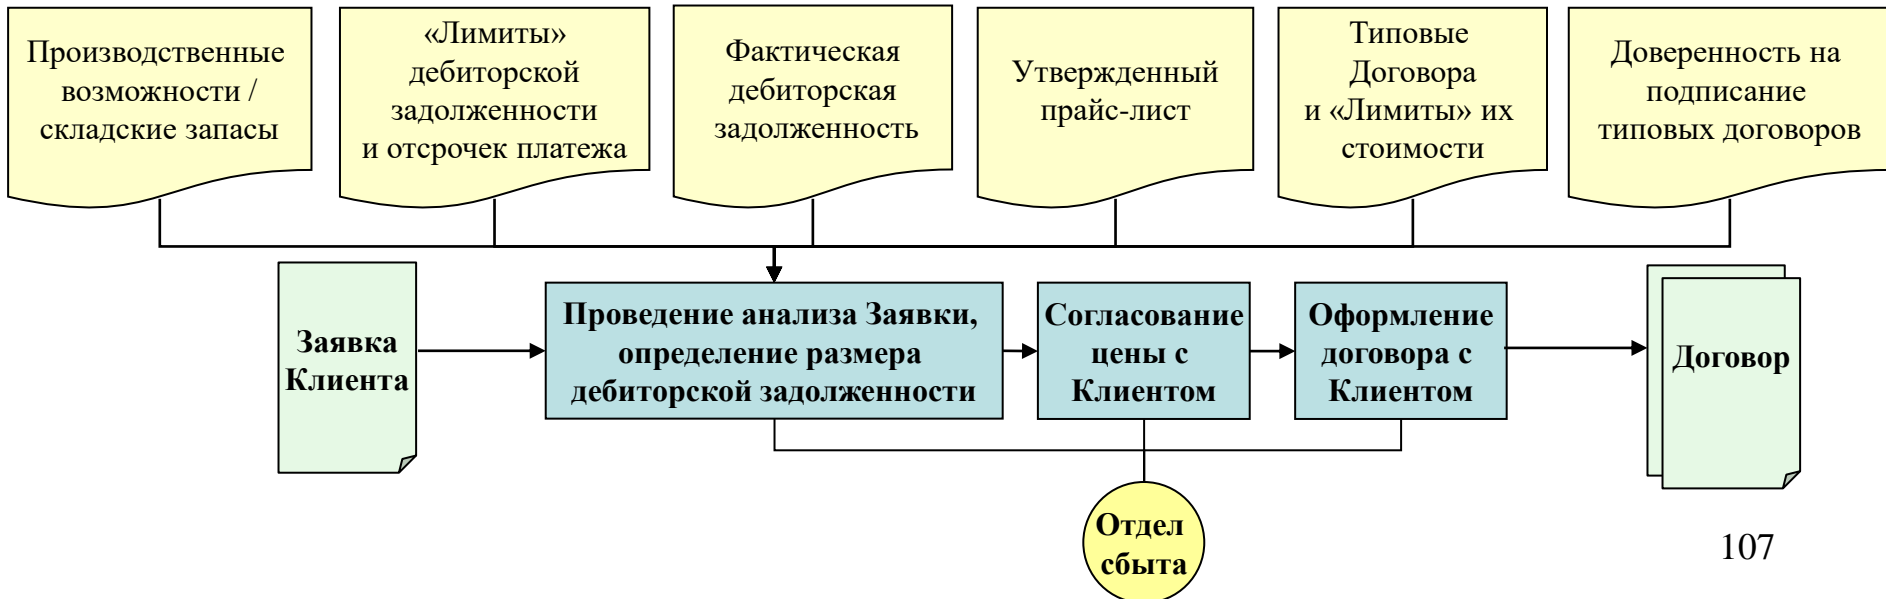 Производственные
возможности /
складские запасы
«Лимиты»
дебиторской
задолженности
и отсрочек платежа
Фактическая
дебиторская
задолженность
Утвержденный
прайс-лист
Типовые
Договора
и «Лимиты» их
стоимости
Доверенность на
подписание
типовых договоров
Заявка
Клиента
Проведение анализа Заявки,
определение размера
дебиторской задолженности
Согласование
цены с
Клиентом
Оформление
договора с
Клиентом
Договор
Отдел
сбыта
107